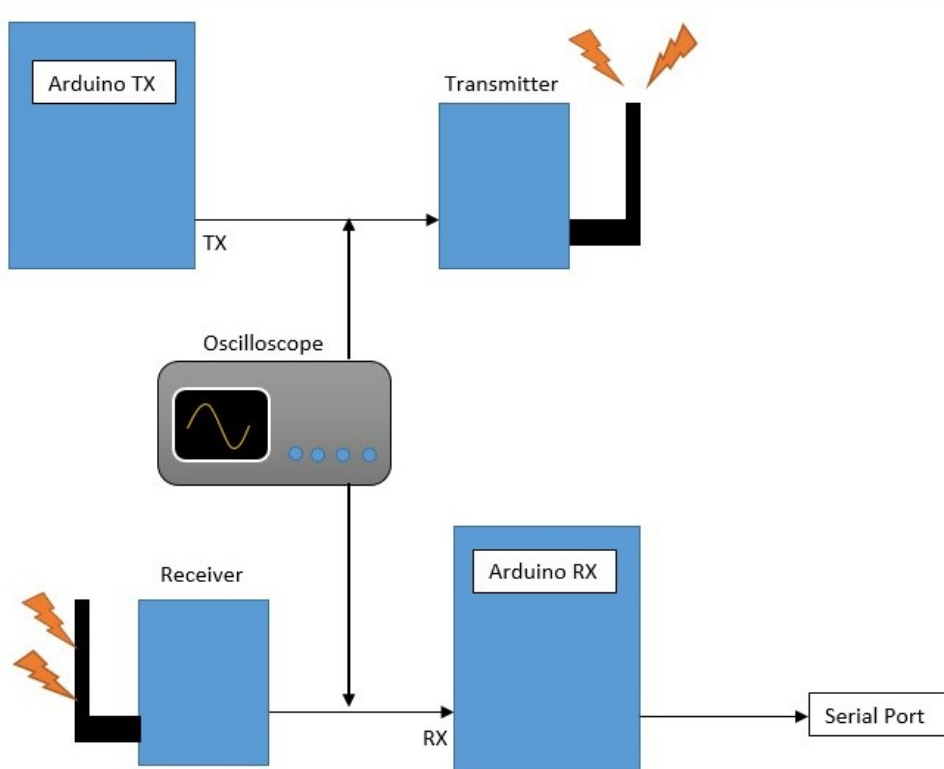 Arduino TX
Transmitter
TX
Oscilloscope
Receiver
Arduino RX
RX
Serial Port